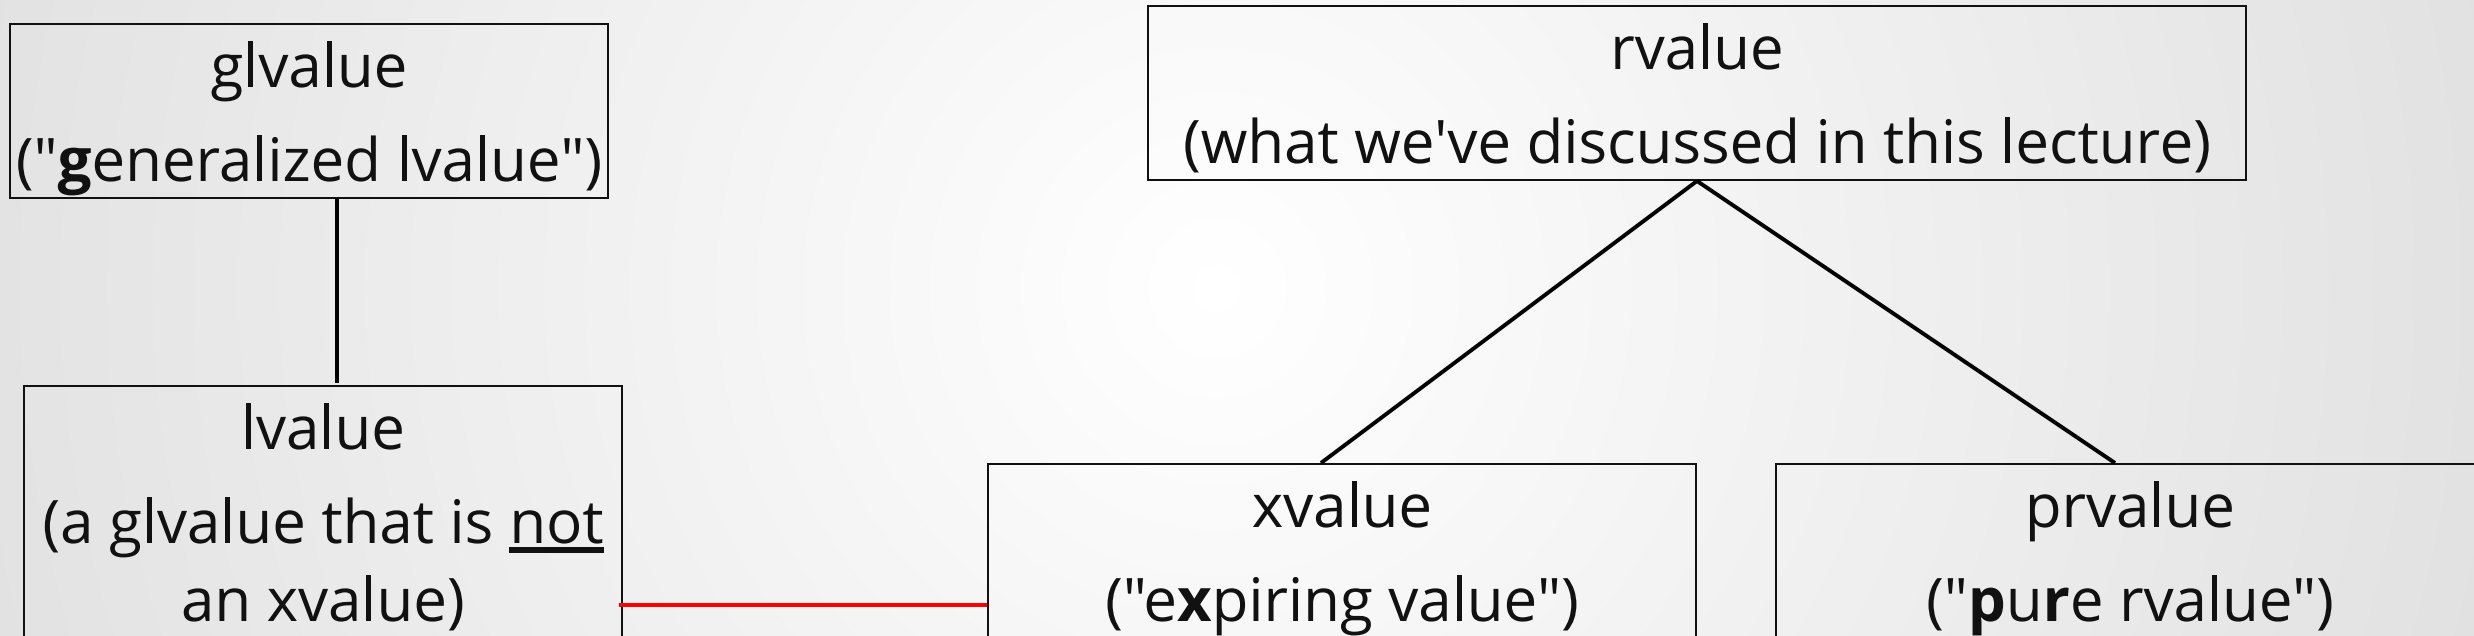 glvalue
("generalized lvalue")
rvalue
(what we've discussed in this lecture)
lvalue
(a glvalue that is not
an xvalue)
xvalue
("expiring value")
prvalue
("pure rvalue")